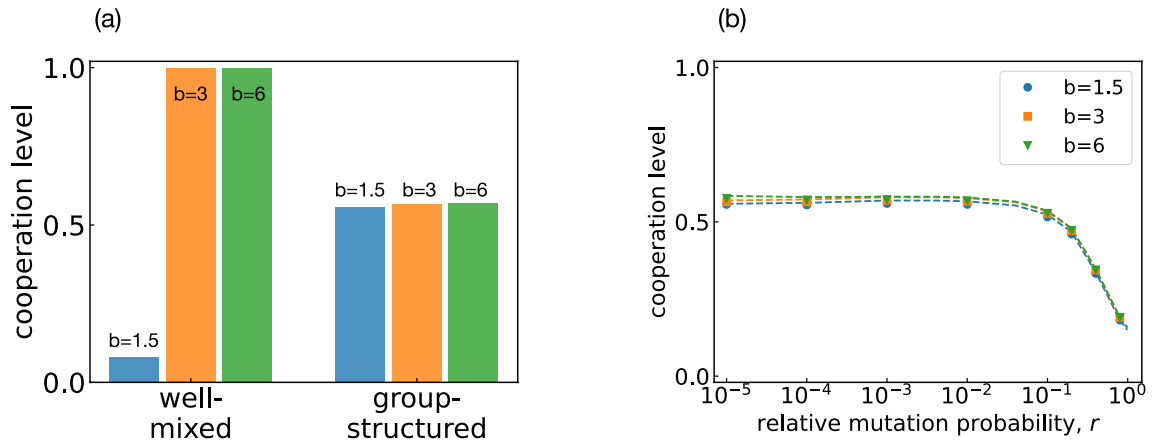 (a)
cooperation level
1.0
0.5
0.0
b=1.5
b=3
b=6
b=1.5
b=3
b=6
well-
mixed
group-
structured
(b)
cooperation level
1.0
0.5
0.0
b=1.5
b=3
b=6
10⁻⁵
10⁻⁴
10⁻³
10⁻²
10⁻¹
10⁰
relative mutation probability, r